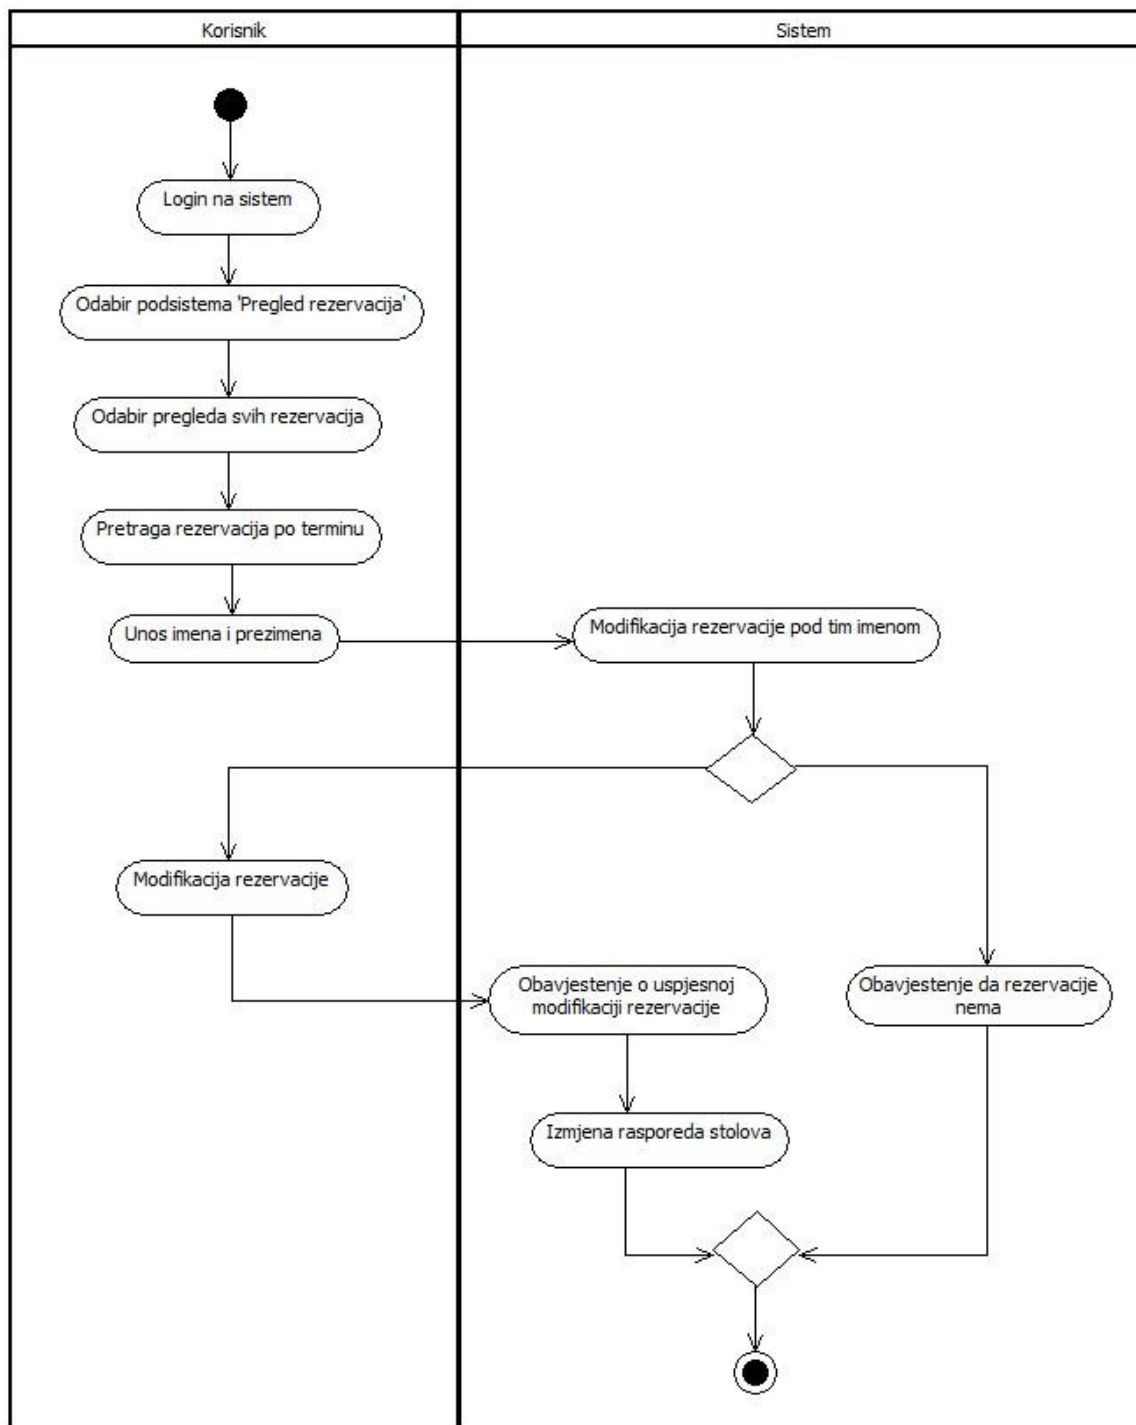 Korisnik
Sistem
Login na sistem
Odabir podsistema 'Pregled rezervacija'
Odabir pregleda svih rezervacija
Pretraga rezervacija po terminu
Unos imena i prezimena
Modifikacija rezervacije pod tim imenom
Modifikacija rezervacije
Obavjestenje o uspjesnoj
modifikaciji rezervacije
Obavjestenje da rezervacije
nema
Izmjena rasporeda stolova